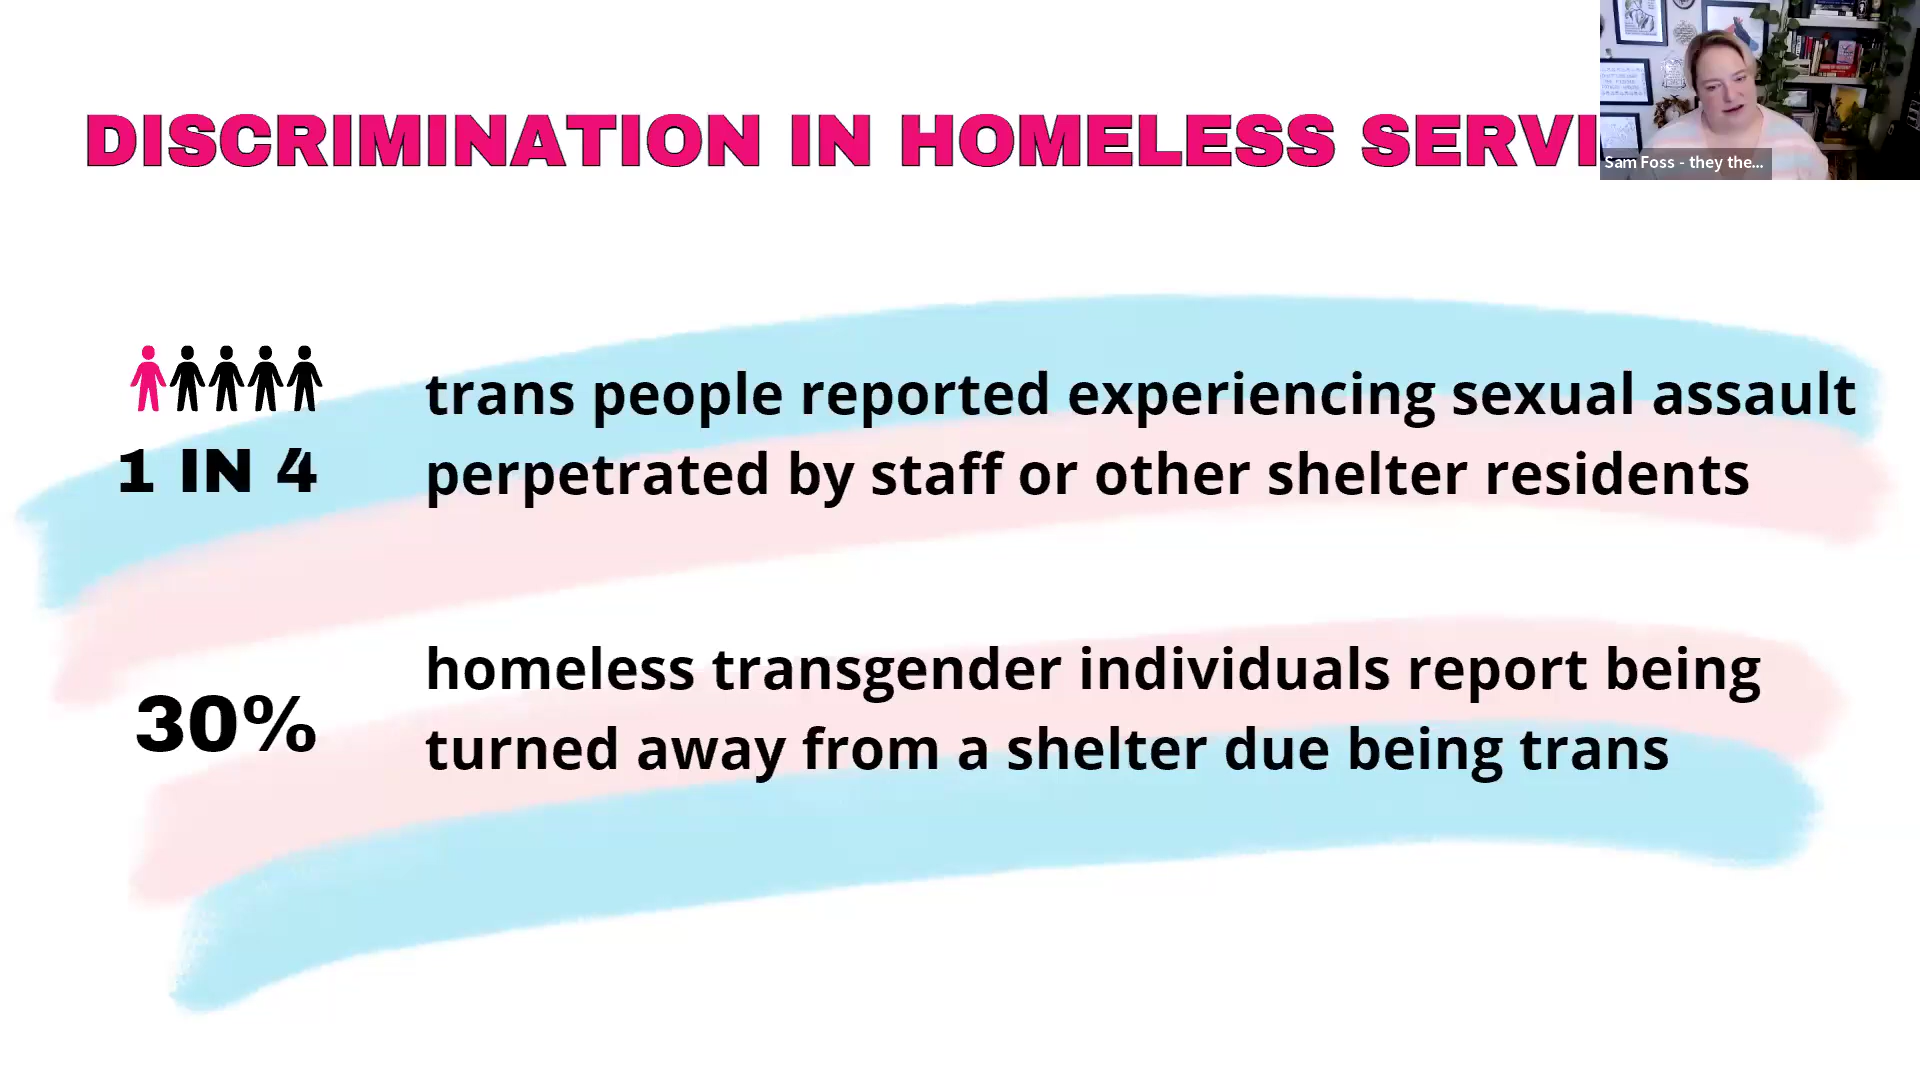 DISCRIMINATION IN HOMELESS SERVI
Sam Foss - they the...
trans people reported experiencing sexual assault
1 IN 4
perpetrated by staff or other shelter residents
homeless transgender individuals report being
30%
turned away from a shelter due being trans